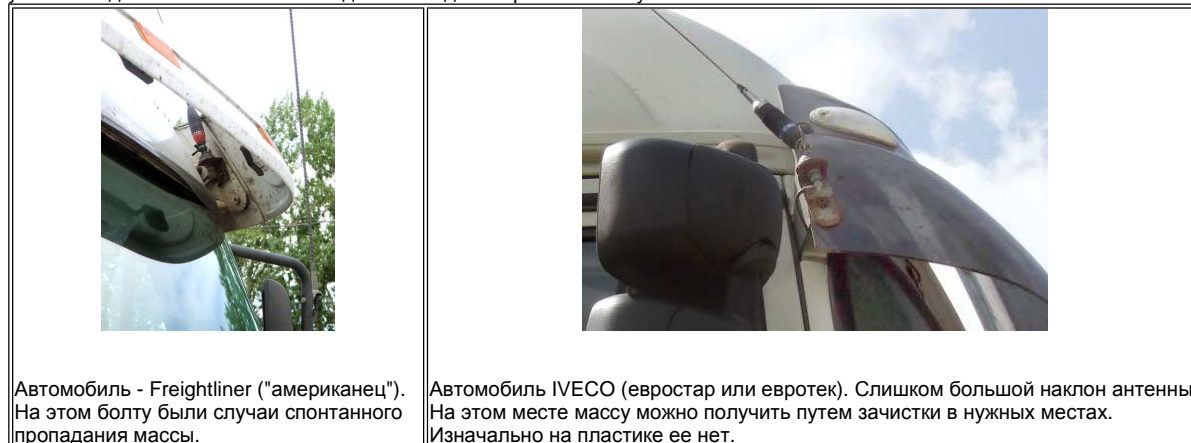 Автомобиль - Freightliner ("американец").
На этом болту были случаи спонтанного
пропадания массы.
Автомобиль IVECO (евростар или евротек). Слишком большой наклон антенны
На этом месте массу можно получить путем зачистки в нужных местах.
Изначально на пластике ее нет.